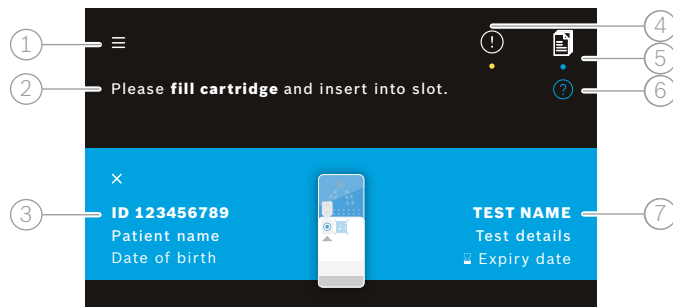 1
2
3
4
5
6
7
Please fill cartridge and insert into slot.
ID 123456789
Patient name
Date of birth
TEST NAME
Test details
Expiry date